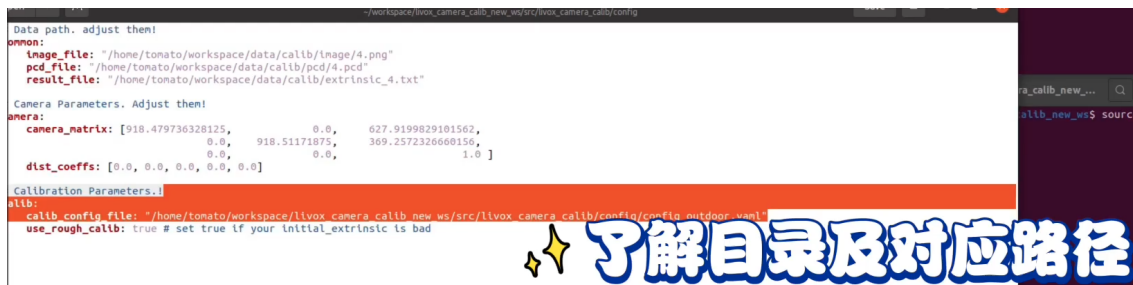 ~/workspace/livox_camera_calib_new_ws/src/livox_camera_calib/config
Data path. adjust them!
ommon:
image_file: "/home/tomato/workspace/data/calib/image/4.png"
pcd_file: "/home/tomato/workspace/data/calib/pcd/4.pcd"
result_file: "/home/tomato/workspace/data/calib/extrinsic_4.txt"
Camera Parameters. Adjust them!
amera:
camera_matrix: [918.479736328125, 0.0, 627.9199829101562,
0.0, 918.51171875, 369.2572326660156,
0.0, 0.0, 1.0 ]
dist_coeffs: [0.0, 0.0, 0.0, 0.0, 0.0]
Calibration Parameters.!
alib:
calib_config_file: "/home/tomato/workspace/livox_camera_calib_new_ws/src/livox_camera_calib/config/config_outdoor.yaml"
use_rough_calib: true # set true if your initial_extrinsic is bad
ra_calib_new_...
alib_new_ws$ sourc
了解目录及对应路径